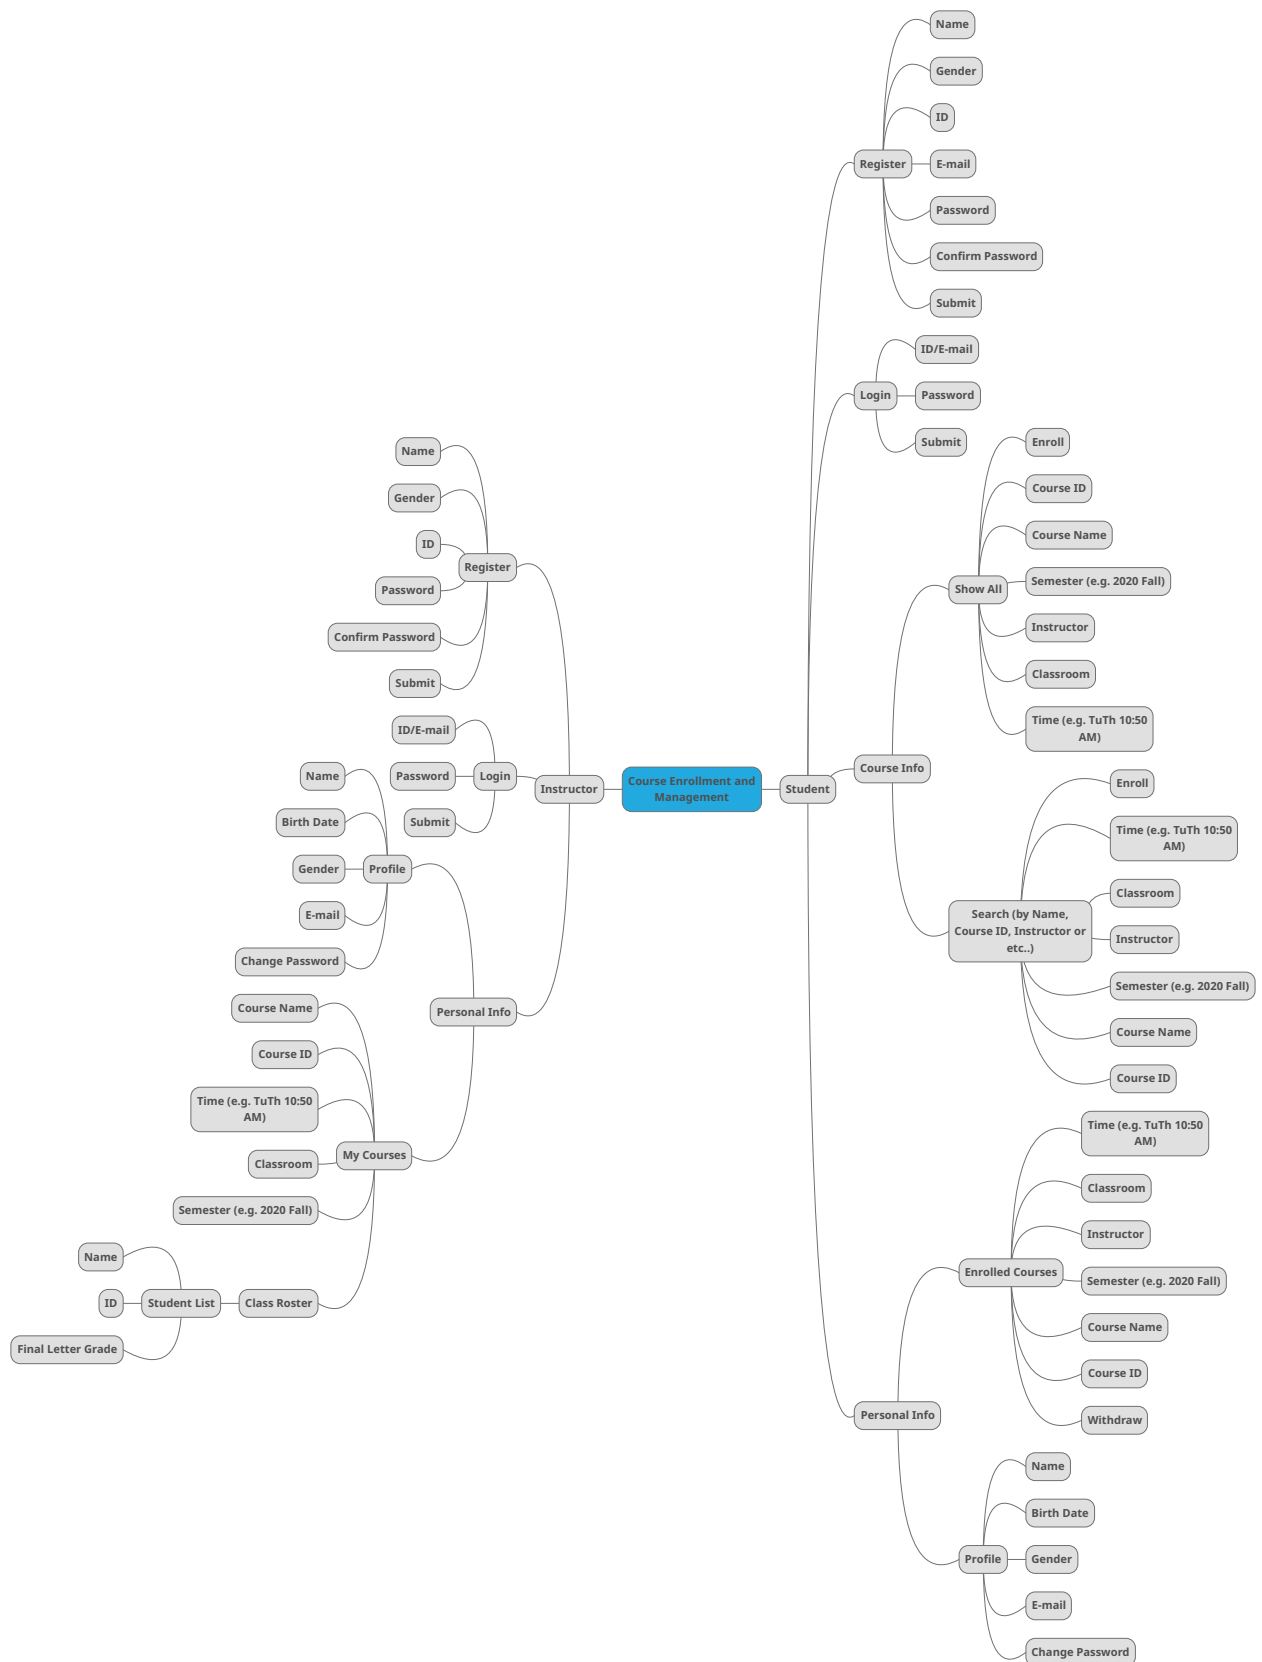 Course Enrollment and
Management
Student
Register
Name
Gender
ID
E-mail
Password
Confirm Password
Submit
Login
ID/E-mail
Password
Submit
Course Info
Show All
Enroll
Course ID
Course Name
Semester (e.g. 2020 Fall)
Instructor
Classroom
Time (e.g. TuTh 10:50
AM)
Search (by Name,
Course ID, Instructor or
etc..)
Enroll
Time (e.g. TuTh 10:50
AM)
Classroom
Instructor
Semester (e.g. 2020 Fall)
Course Name
Course ID
Personal Info
Enrolled Courses
Time (e.g. TuTh 10:50
AM)
Classroom
Instructor
Semester (e.g. 2020 Fall)
Course Name
Course ID
Withdraw
Profile
Name
Birth Date
Gender
E-mail
Change Password
Instructor
Register
Name
Gender
ID
Password
Confirm Password
Submit
Login
ID/E-mail
Password
Submit
Personal Info
Profile
Name
Birth Date
Gender
E-mail
Change Password
My Courses
Course Name
Course ID
Time (e.g. TuTh 10:50
AM)
Classroom
Semester (e.g. 2020 Fall)
Class Roster
Student List
Name
ID
Final Letter Grade